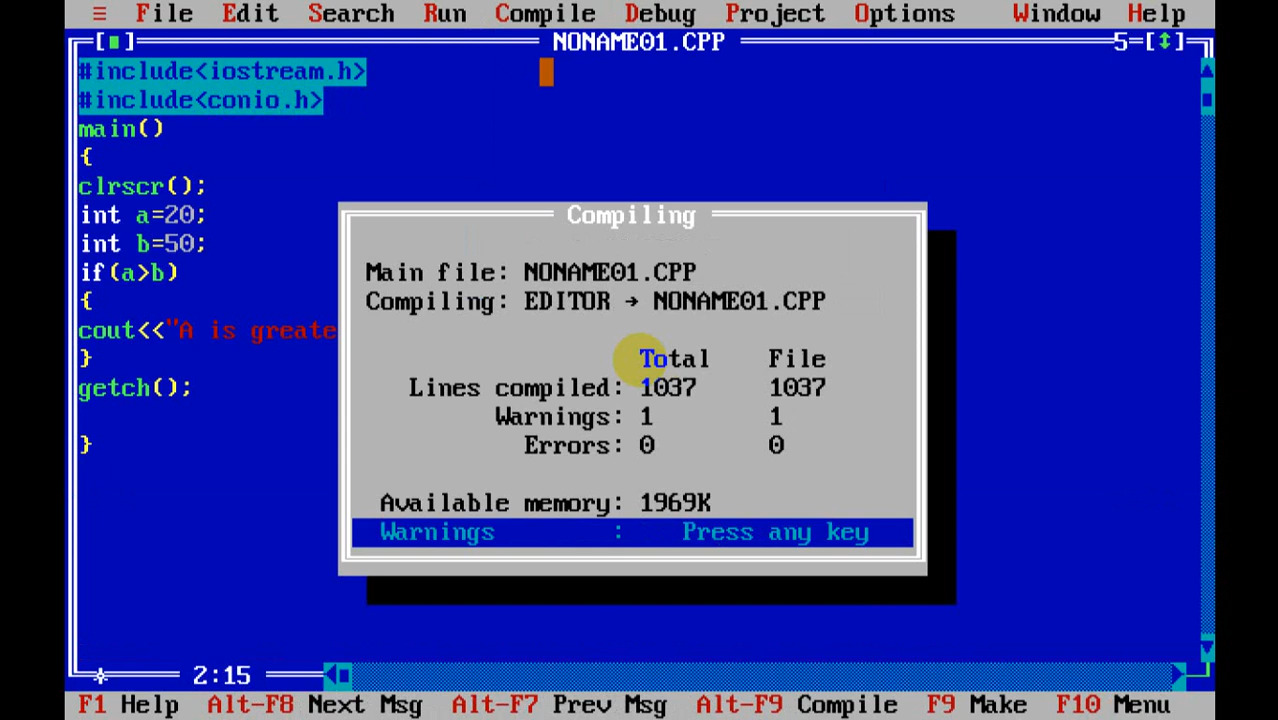 ≡ File Edit Search Run Compile Debug Project Options Window Help
[■] NONAME01.CPP 5=[↕]
#include<iostream.h>
#include<conio.h>
main()
{
clrscr();
int a=20;
int b=50;
if(a>b)
{
cout<<"A is greate
}
getch();
}
Compiling
Main file: NONAME01.CPP
Compiling: EDITOR → NONAME01.CPP
Total File
Lines compiled: 1037 1037
Warnings: 1 1
Errors: 0 0
Available memory: 1969K
Warnings : Press any key
2:15
F1 Help Alt-F8 Next Msg Alt-F7 Prev Msg Alt-F9 Compile F9 Make F10 Menu